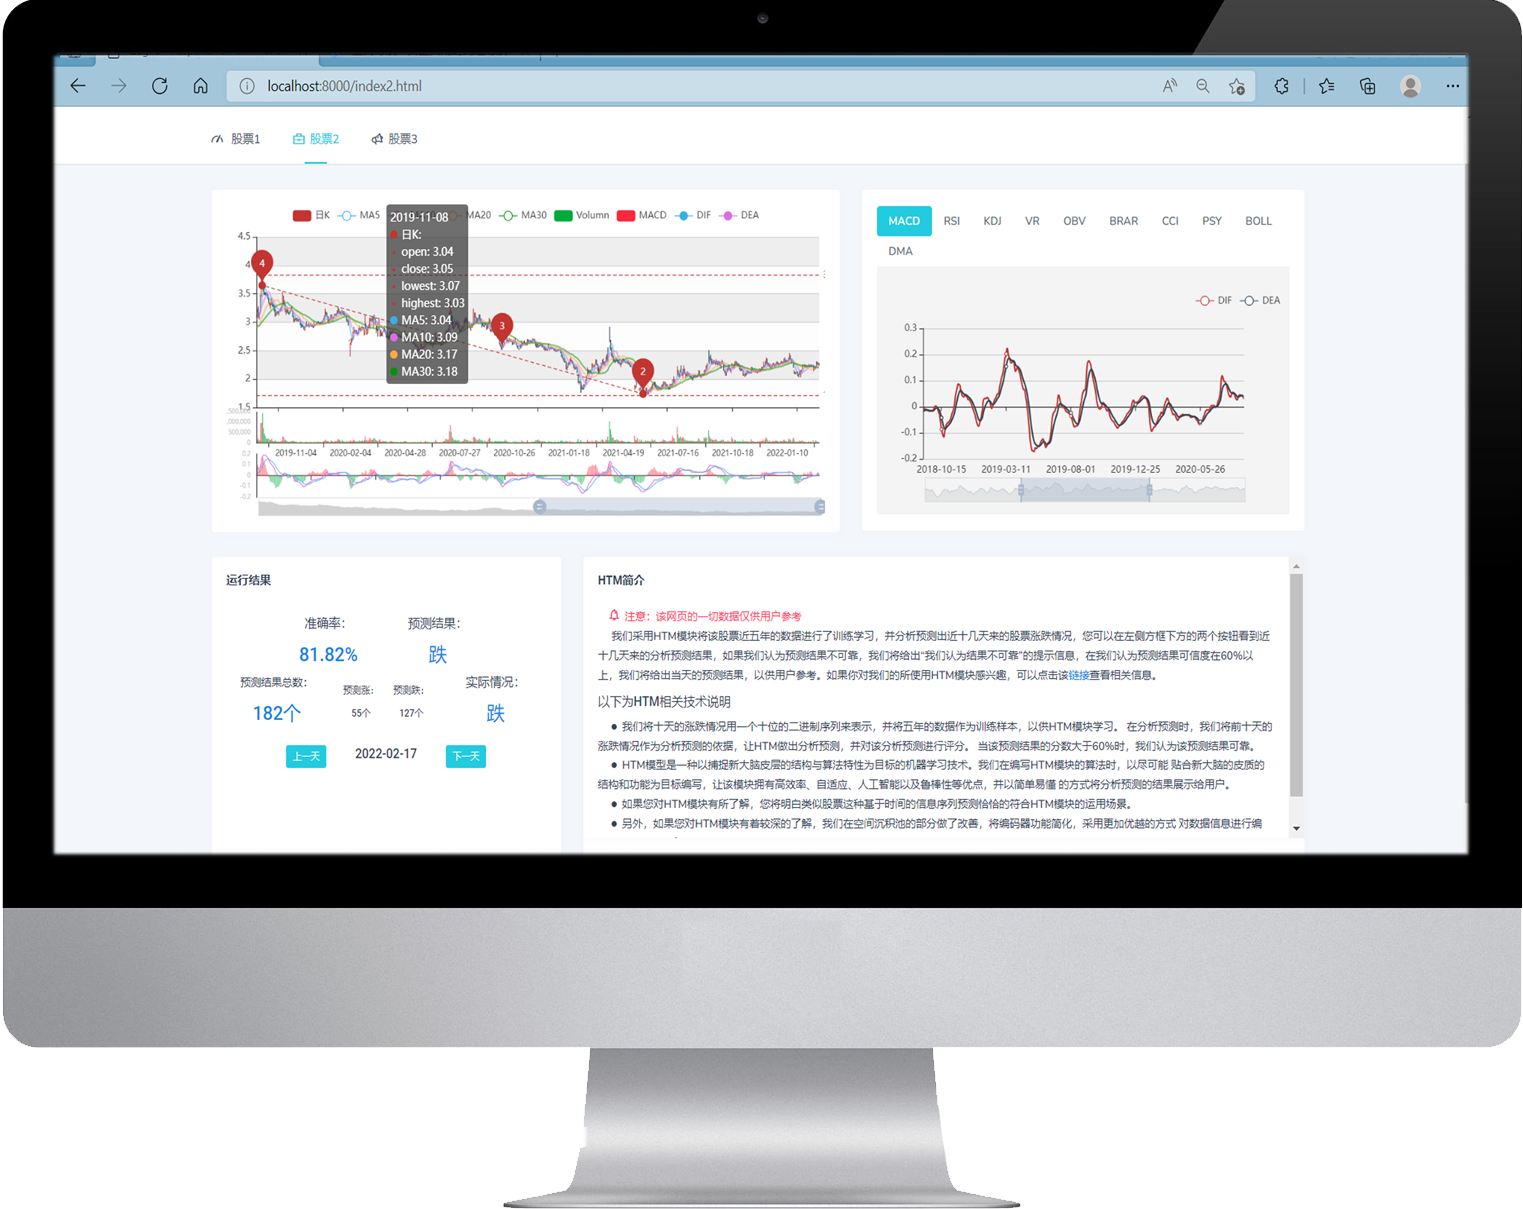 localhost:8000/index2.html
股票1 股票2 股票3
日K MA5 MA20 MA30 Volumn MACD DIF DEA
2019-11-08
日K:
open: 3.04
close: 3.05
lowest: 3.07
highest: 3.03
MA5: 3.04
MA10: 3.09
MA20: 3.17
MA30: 3.18
4.5
4
3.5
3
2.5
2
1.5
4
3
2
500,000
0
2019-11-04 2020-02-04 2020-04-28 2020-07-27 2020-10-26 2021-01-18 2021-04-19 2021-07-16 2021-10-18 2022-01-10
0.2
0.1
0
-0.1
-0.2
MACD RSI KDJ VR OBV BRAR CCI PSY BOLL
DMA
DIF DEA
0.3
0.2
0.1
0
-0.1
-0.2
2018-10-15 2019-03-11 2019-08-01 2019-12-25 2020-05-26
运行结果
准确率： 预测结果：
81.82% 跌
预测结果总数： 预测涨： 预测跌： 实际情况：
182个 55个 127个 跌
上一天 2022-02-17 下一天
HTM简介
注意：该网页的一切数据仅供用户参考
我们采用HTM模块将该股票近五年的数据进行了训练学习，并分析预测出近十几天来的股票涨跌情况，您可以在左侧方框下方的两个按钮看到近
十几天来的分析预测结果，如果我们认为预测结果不可靠，我们将给出“我们认为结果不可靠”的提示信息，在我们认为预测结果可信度在60%以
上，我们将给出当天的预测结果，以供用户参考。如果你对我们的所使用HTM模块感兴趣，可以点击该链接查看相关信息。
以下为HTM相关技术说明
● 我们将十天的涨跌情况用一个十位的二进制序列来表示，并将五年的数据作为训练样本，以供HTM模块学习。 在分析预测时，我们将前十天的
涨跌情况作为分析预测的依据，让HTM做出分析预测，并对该分析预测进行评分。 当该预测结果的分数大于60%时，我们认为该预测结果可靠。
● HTM模型是一种以捕捉新大脑皮层的结构与算法特性为目标的机器学习技术。我们在编写HTM模块的算法时，以尽可能 贴合新大脑的皮质的
结构和功能为目标编写，让该模块拥有高效率、自适应、人工智能以及鲁棒性等优点，并以简单易懂 的方式将分析预测的结果展示给用户。
● 如果您对HTM模块有所了解，您将明白类似股票这种基于时间的信息序列预测恰恰的符合HTM模块的运用场景。
● 另外，如果您对HTM模块有着较深的了解，我们在空间沉积池的部分做了改善，将编码器功能简化，采用更加优越的方式 对数据信息进行编